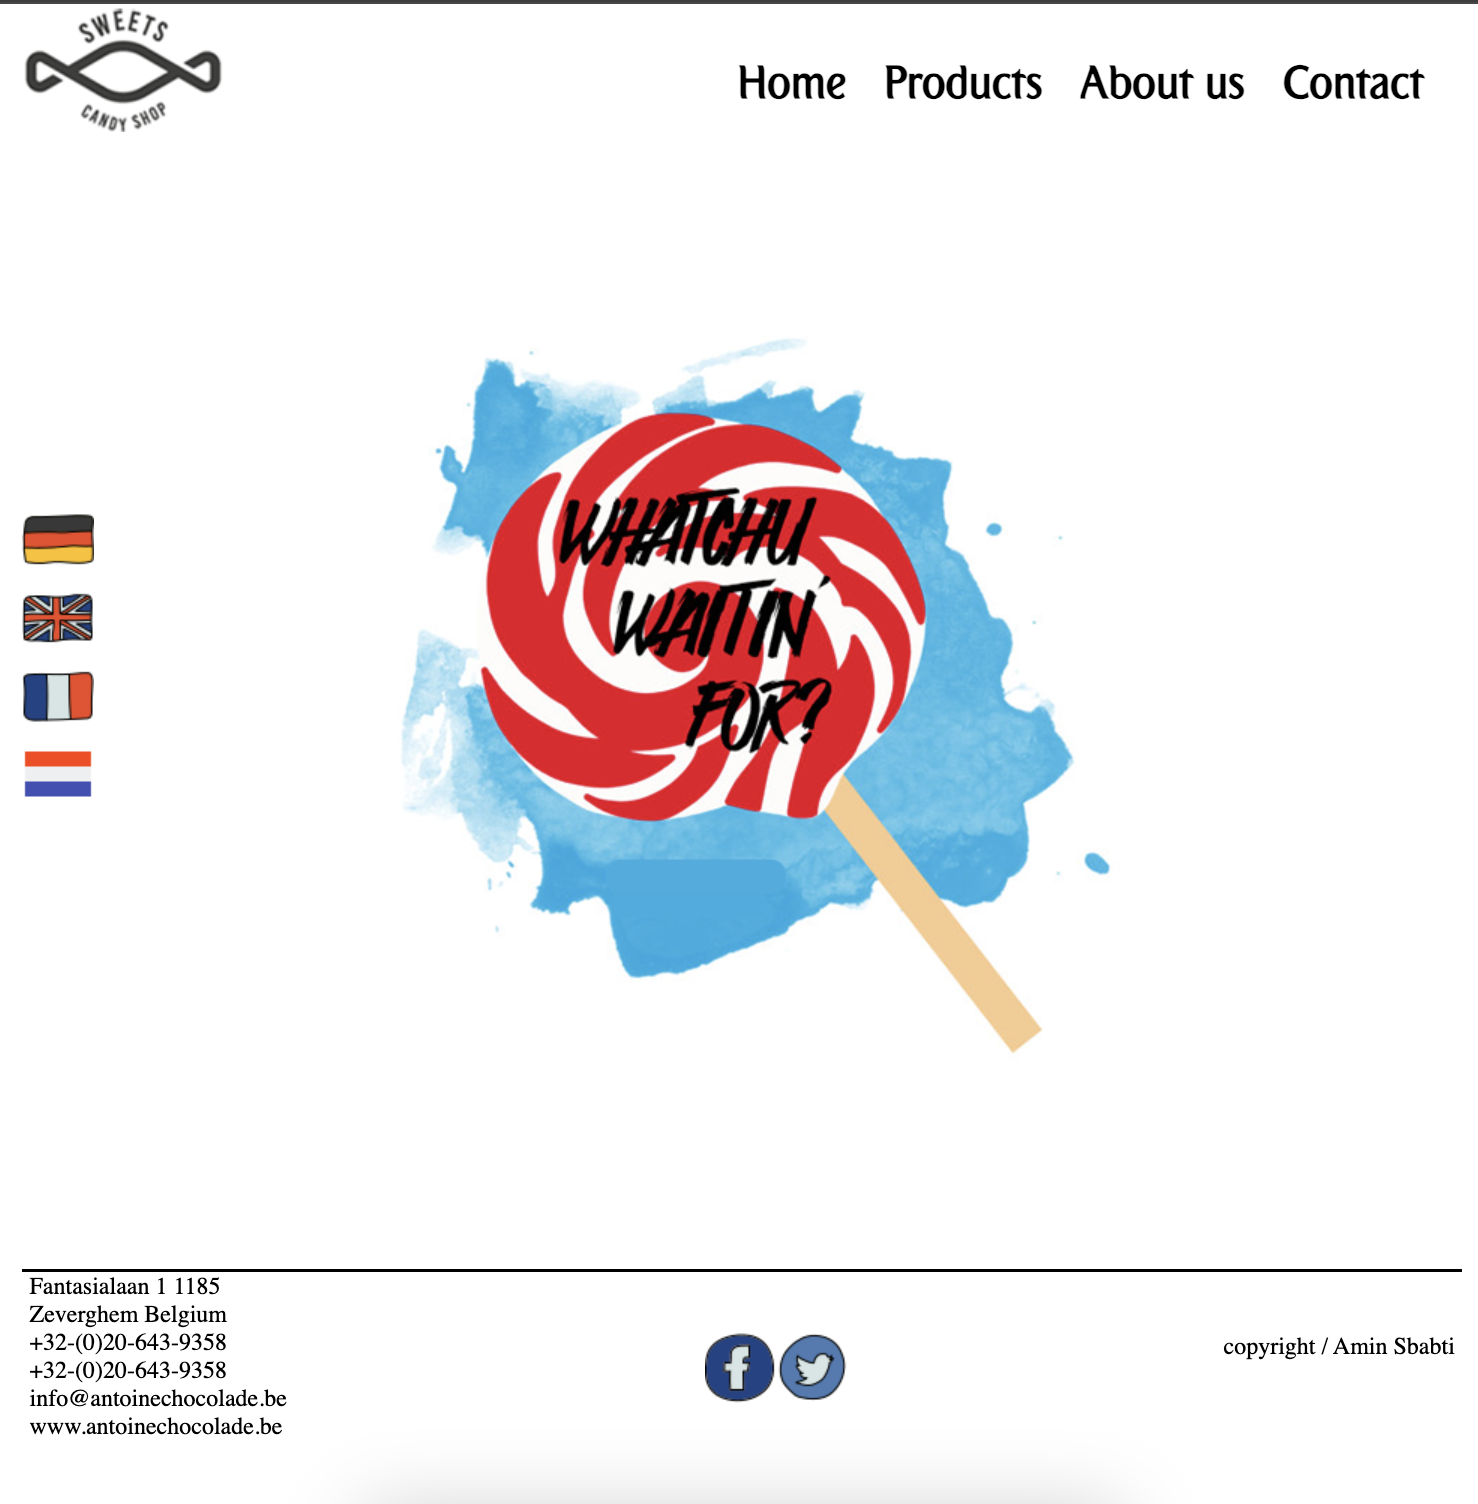 SWEETS
CANDY SHOP
Home Products About us Contact
WHATCHU
WAITIN'
FOR?
Fantasialaan 1 1185
Zeverghem Belgium
+32-(0)20-643-9358
+32-(0)20-643-9358
info@antoinechocolade.be
www.antoinechocolade.be
f
copyright / Amin Sbabti